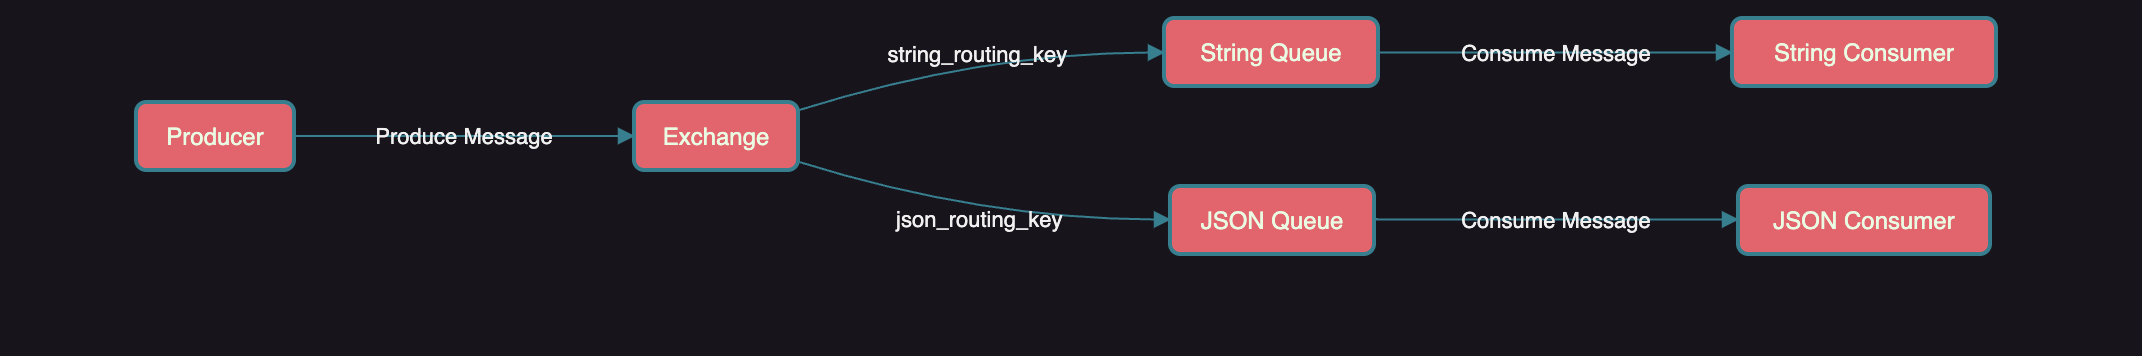 Producer
Produce Message
Exchange
string_routing_key
String Queue
Consume Message
String Consumer
json_routing_key
JSON Queue
Consume Message
JSON Consumer